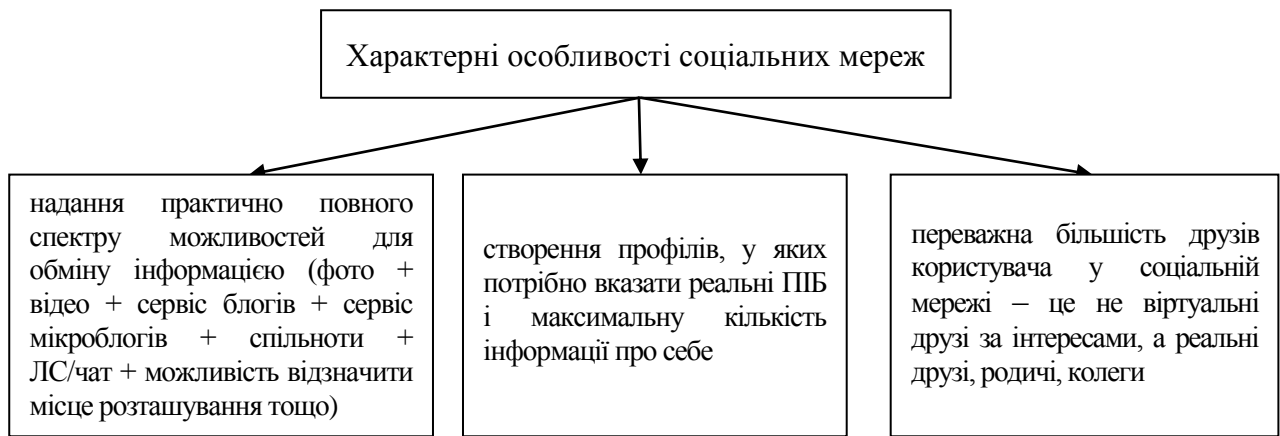 Характерні особливості соціальних мереж
надання практично повного
спектру можливостей для
обміну інформацією (фото +
відео + сервіс блогів + сервіс
мікроблогів + спільноти +
ЛС/чат + можливість відзначити
місце розташування тощо)
створення профілів, у яких
потрібно вказати реальні ПІБ
і максимальну кількість
інформації про себе
переважна більшість друзів
користувача у соціальній
мережі – це не віртуальні
друзі за інтересами, а реальні
друзі, родичі, колеги